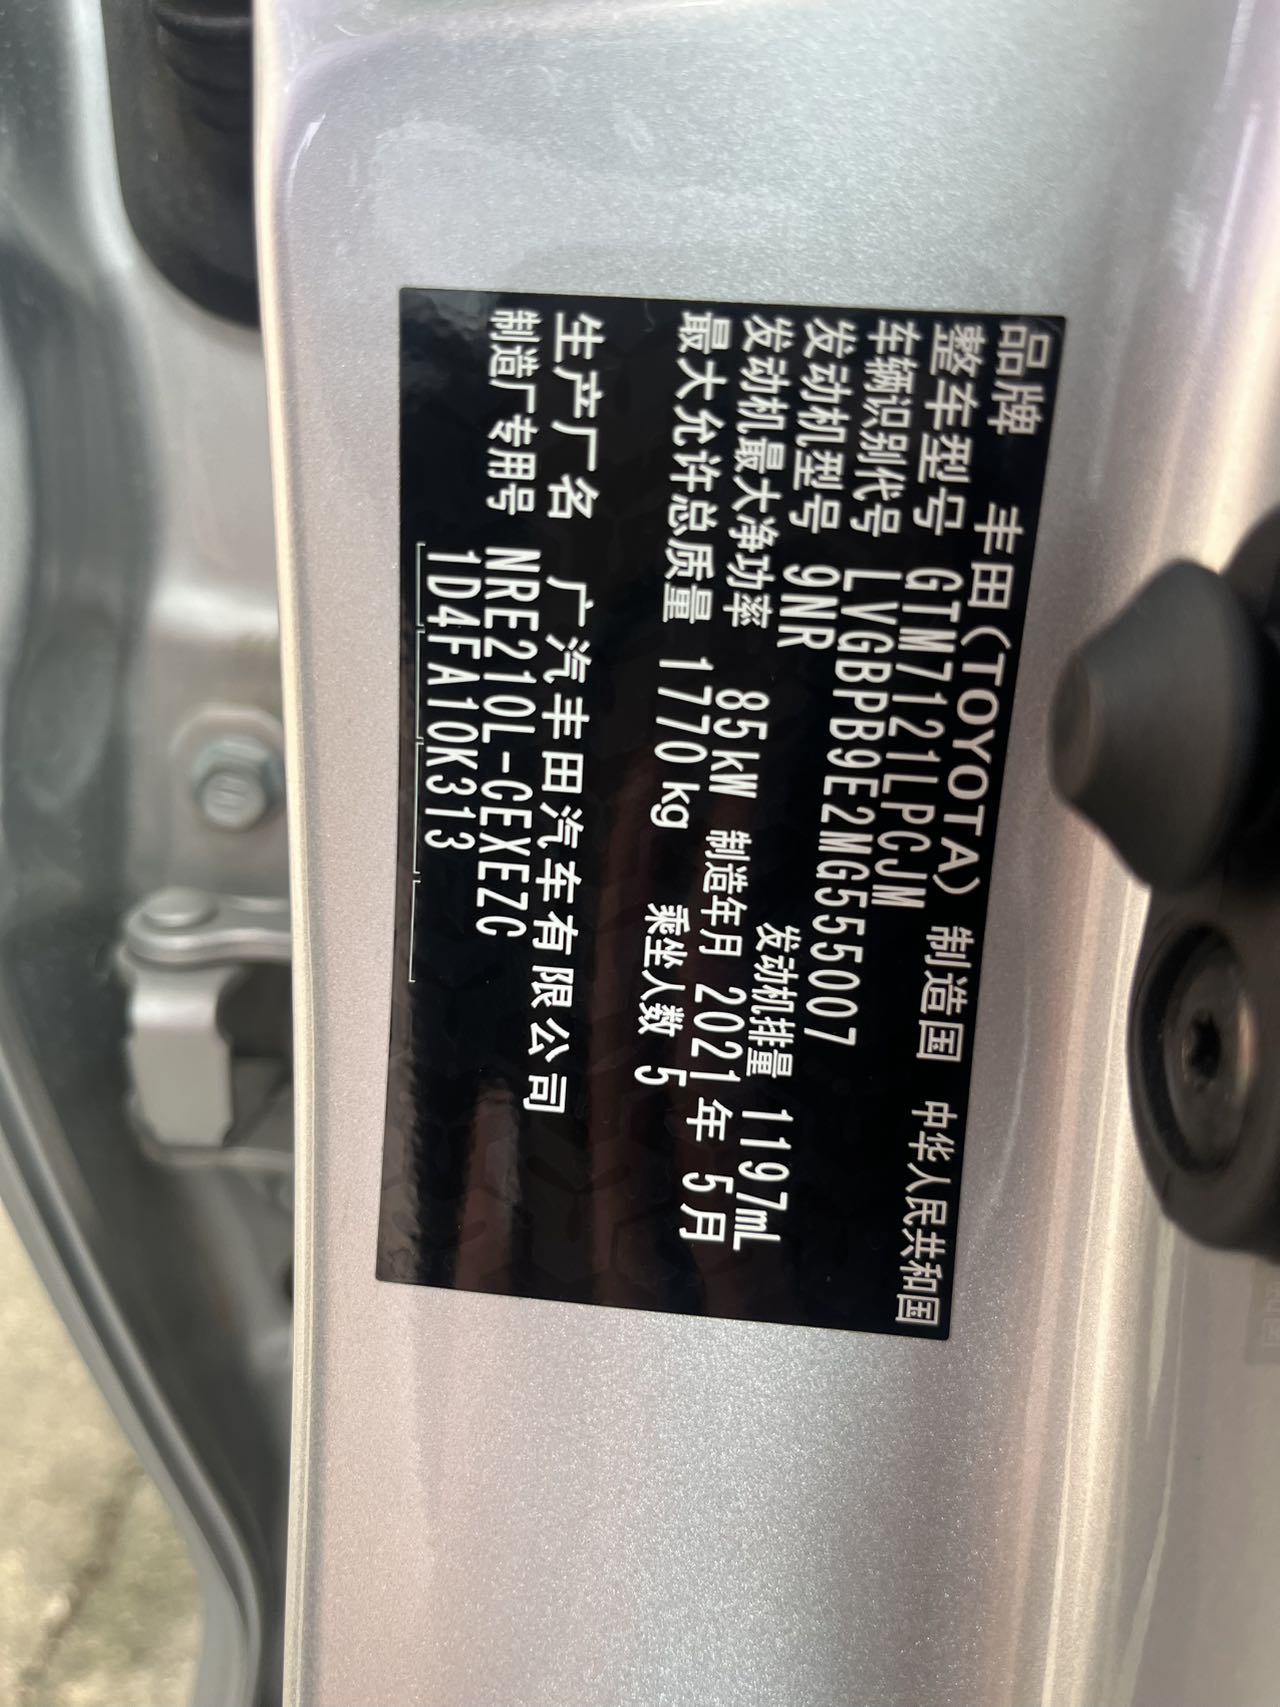 品牌 丰田(TOYOTA) 制造国 中华人民共和国
整车型号 GTM7121LPCJM
车辆识别代号 LVGBPB9E2MG555007
发动机型号 9NR 发动机排量 1197mL
发动机最大净功率 85kW 制造年月 2021年 5月
最大允许总质量 1770kg 乘坐人数 5
生产厂名 广汽丰田汽车有限公司
制造厂专用号 NRE210L-CEXEZC
1D4FA10K313